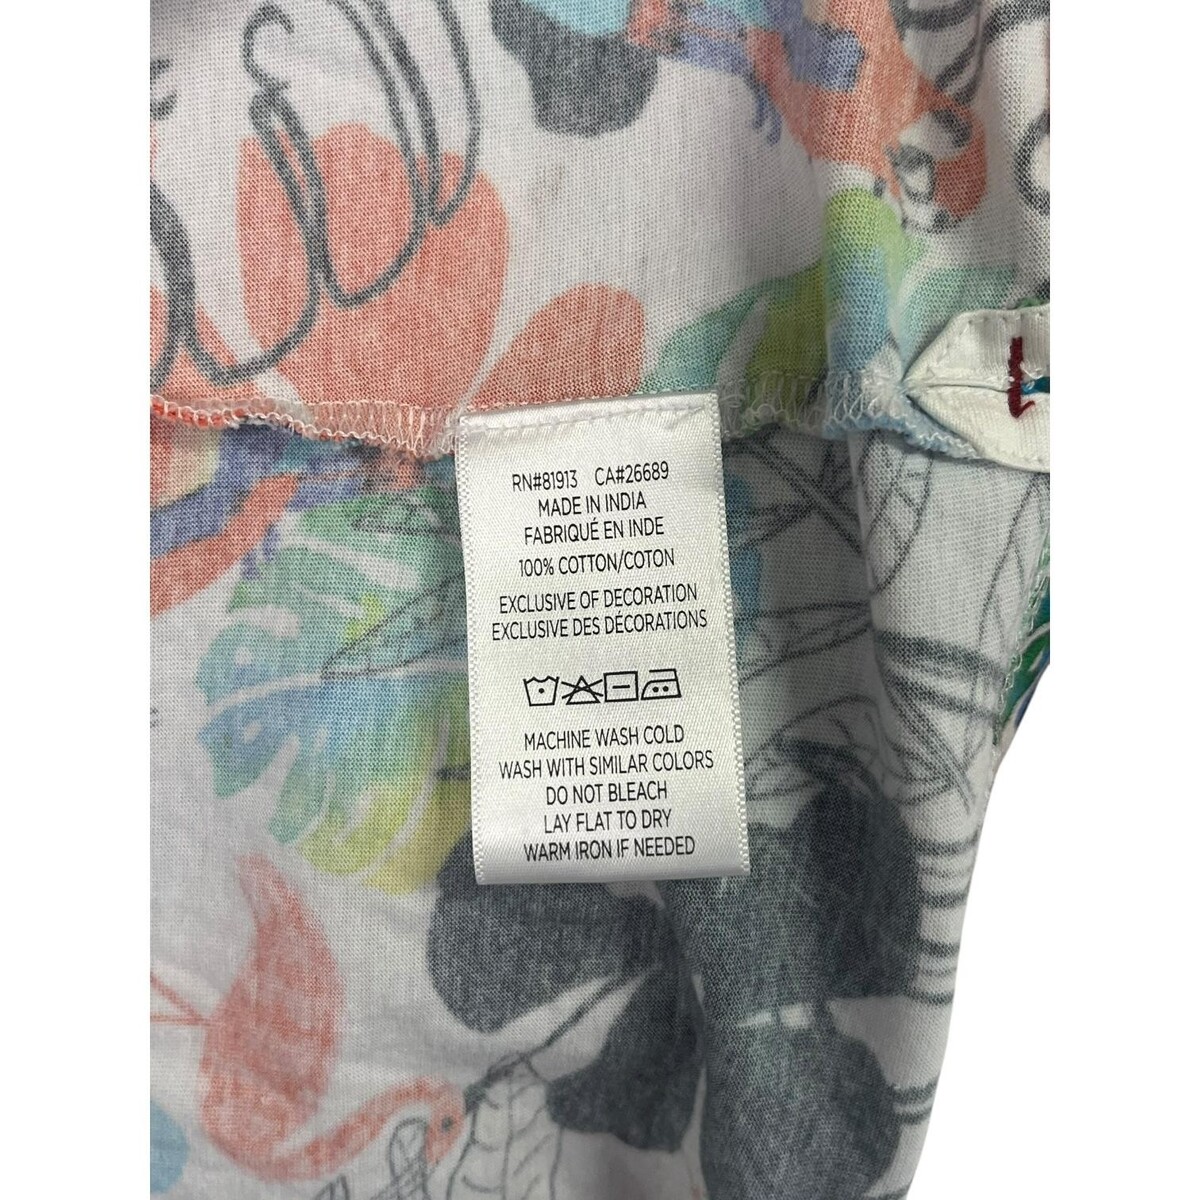 RN#81913 CA#26689
MADE IN INDIA
FABRIQUÉ EN INDE
100% COTTON/COTON
EXCLUSIVE OF DECORATION
EXCLUSIVE DES DÉCORATIONS
MACHINE WASH COLD
WASH WITH SIMILAR COLORS
DO NOT BLEACH
LAY FLAT TO DRY
WARM IRON IF NEEDED